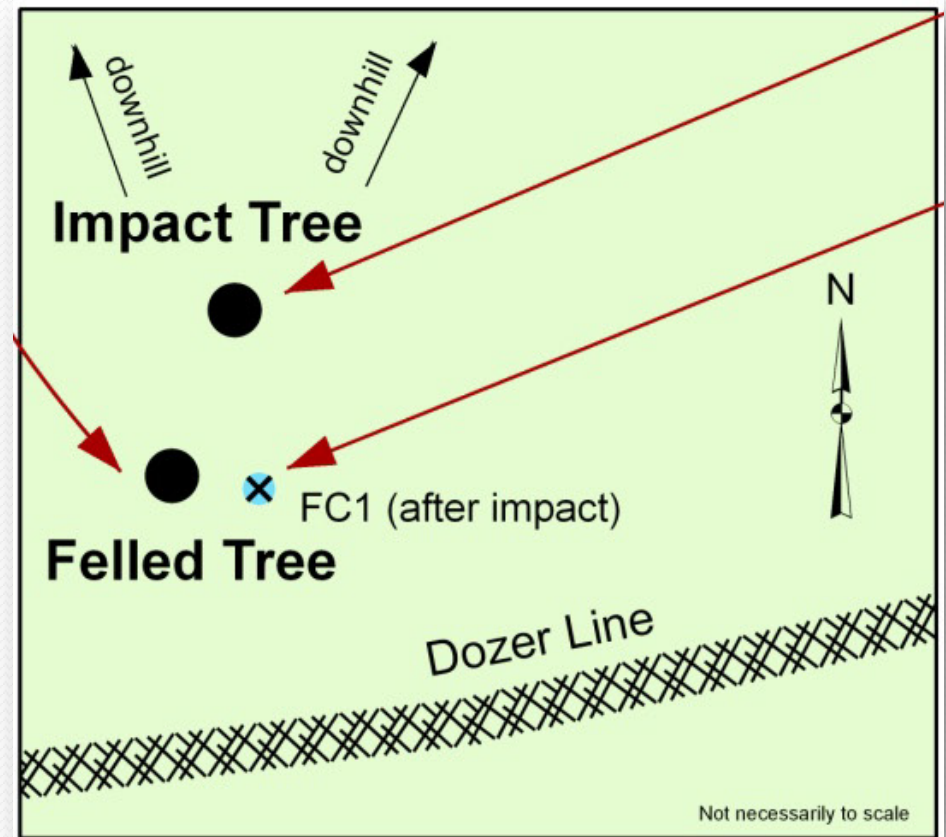 downhill
downhill
Impact Tree
N
FC1 (after impact)
Felled Tree
Dozer Line
Not necessarily to scale